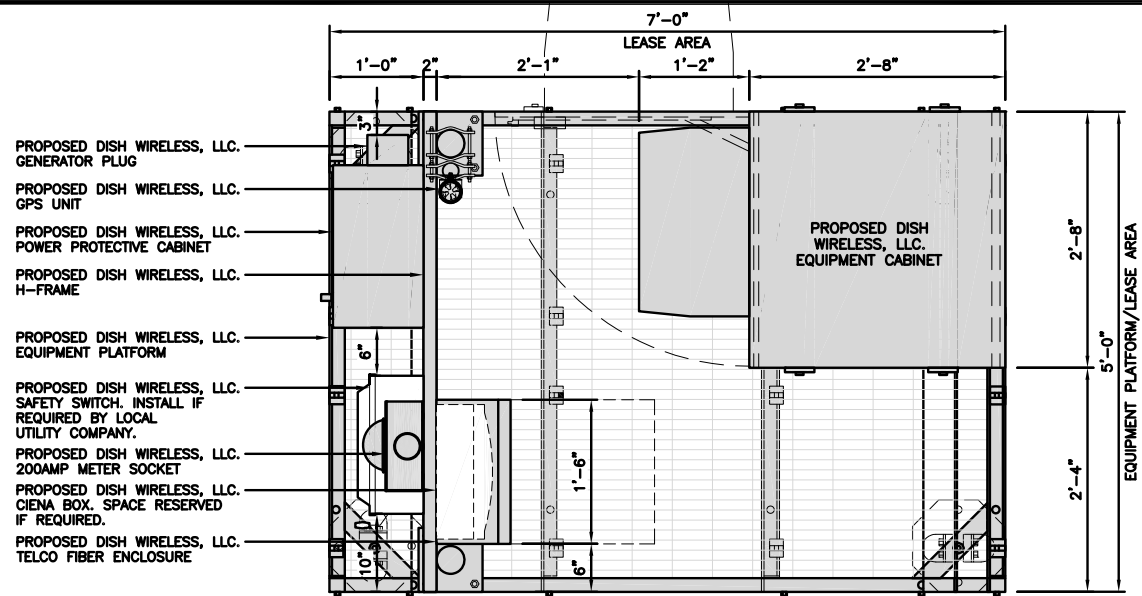 7'-0"
LEASE AREA
1'-0"
2"
2'-1"
1'-2"
2'-8"
3"
PROPOSED DISH WIRELESS, LLC.
GENERATOR PLUG
PROPOSED DISH WIRELESS, LLC.
GPS UNIT
PROPOSED DISH WIRELESS, LLC.
POWER PROTECTIVE CABINET
PROPOSED DISH WIRELESS, LLC.
H-FRAME
PROPOSED DISH WIRELESS, LLC.
EQUIPMENT PLATFORM
PROPOSED DISH WIRELESS, LLC.
SAFETY SWITCH. INSTALL IF
REQUIRED BY LOCAL
UTILITY COMPANY.
PROPOSED DISH WIRELESS, LLC.
200AMP METER SOCKET
PROPOSED DISH WIRELESS, LLC.
CIENA BOX. SPACE RESERVED
IF REQUIRED.
PROPOSED DISH WIRELESS, LLC.
TELCO FIBER ENCLOSURE
PROPOSED DISH
WIRELESS, LLC.
EQUIPMENT CABINET
6"
10"
1'-6"
6"
2'-8"
2'-4"
5'-0"
EQUIPMENT PLATFORM/LEASE AREA